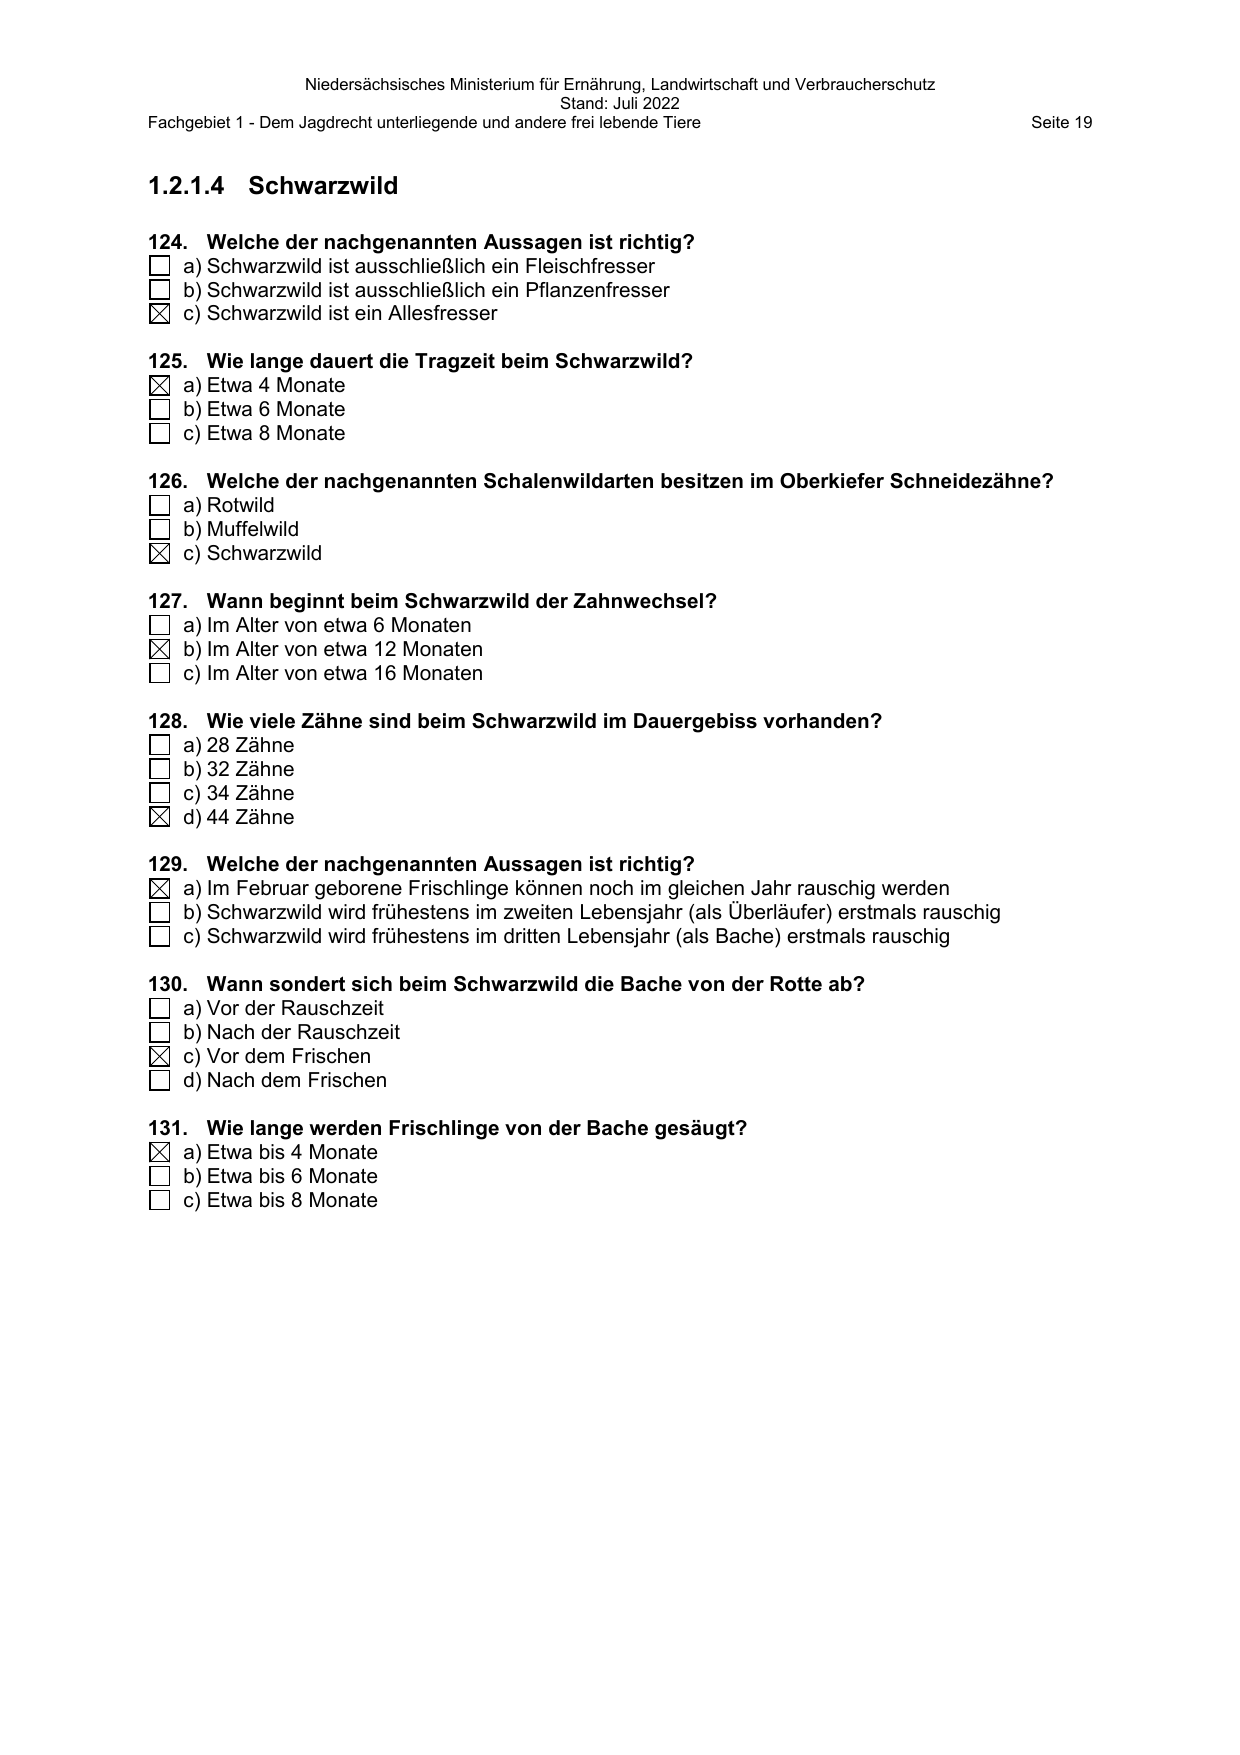 Niedersächsisches Ministerium für Ernährung, Landwirtschaft und Verbraucherschutz
Stand: Juli 2022
Fachgebiet 1 - Dem Jagdrecht unterliegende und andere frei lebende Tiere Seite 19
1.2.1.4 Schwarzwild
124. Welche der nachgenannten Aussagen ist richtig?
☐ a) Schwarzwild ist ausschließlich ein Fleischfresser
☐ b) Schwarzwild ist ausschließlich ein Pflanzenfresser
☒ c) Schwarzwild ist ein Allesfresser
125. Wie lange dauert die Tragzeit beim Schwarzwild?
☒ a) Etwa 4 Monate
☐ b) Etwa 6 Monate
☐ c) Etwa 8 Monate
126. Welche der nachgenannten Schalenwildarten besitzen im Oberkiefer Schneidezähne?
☐ a) Rotwild
☐ b) Muffelwild
☒ c) Schwarzwild
127. Wann beginnt beim Schwarzwild der Zahnwechsel?
☐ a) Im Alter von etwa 6 Monaten
☒ b) Im Alter von etwa 12 Monaten
☐ c) Im Alter von etwa 16 Monaten
128. Wie viele Zähne sind beim Schwarzwild im Dauergebiss vorhanden?
☐ a) 28 Zähne
☐ b) 32 Zähne
☐ c) 34 Zähne
☒ d) 44 Zähne
129. Welche der nachgenannten Aussagen ist richtig?
☒ a) Im Februar geborene Frischlinge können noch im gleichen Jahr rauschig werden
☐ b) Schwarzwild wird frühestens im zweiten Lebensjahr (als Überläufer) erstmals rauschig
☐ c) Schwarzwild wird frühestens im dritten Lebensjahr (als Bache) erstmals rauschig
130. Wann sondert sich beim Schwarzwild die Bache von der Rotte ab?
☐ a) Vor der Rauschzeit
☐ b) Nach der Rauschzeit
☒ c) Vor dem Frischen
☐ d) Nach dem Frischen
131. Wie lange werden Frischlinge von der Bache gesäugt?
☒ a) Etwa bis 4 Monate
☐ b) Etwa bis 6 Monate
☐ c) Etwa bis 8 Monate